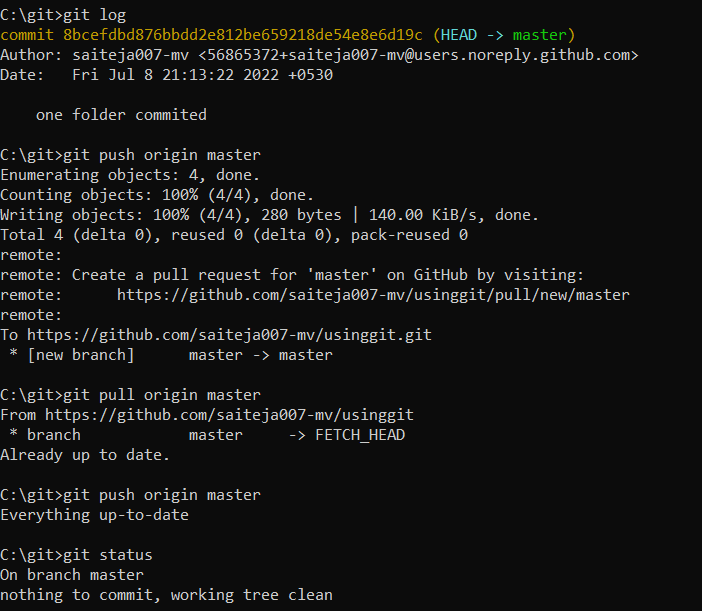 C:\git>git log
commit 8bcefdbd876bbdd2e812be659218de54e8e6d19c (HEAD -> master)
Author: saiteja007-mv <56865372+saiteja007-mv@users.noreply.github.com>
Date:   Fri Jul 8 21:13:22 2022 +0530
    one folder commited
C:\git>git push origin master
Enumerating objects: 4, done.
Counting objects: 100% (4/4), done.
Writing objects: 100% (4/4), 280 bytes | 140.00 KiB/s, done.
Total 4 (delta 0), reused 0 (delta 0), pack-reused 0
remote:
remote: Create a pull request for 'master' on GitHub by visiting:
remote:      https://github.com/saiteja007-mv/usinggit/pull/new/master
remote:
To https://github.com/saiteja007-mv/usinggit.git
 * [new branch]      master -> master
C:\git>git pull origin master
From https://github.com/saiteja007-mv/usinggit
 * branch            master     -> FETCH_HEAD
Already up to date.
C:\git>git push origin master
Everything up-to-date
C:\git>git status
On branch master
nothing to commit, working tree clean